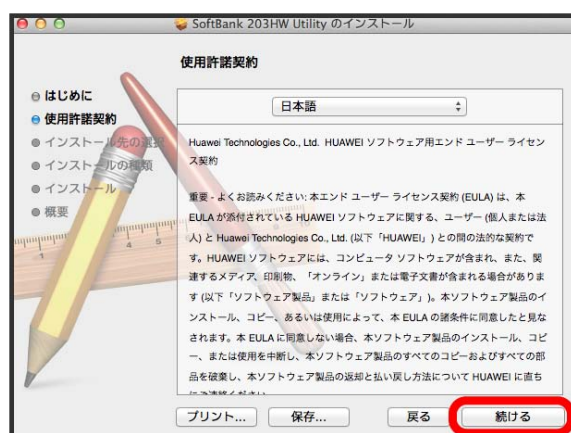 SoftBank 203HW Utility のインストール
使用許諾契約
はじめに
使用許諾契約
インストール先の選択
インストールの種類
インストール
概要
日本語
Huawei Technologies Co., Ltd. HUAWEI ソフトウェア用エンド ユーザー ライセン
ス契約
重要 - よくお読みください: 本エンド ユーザー ライセンス契約 (EULA) は、本
EULA が添付されている HUAWEI ソフトウェアに関する、ユーザー (個人または法
人) と Huawei Technologies Co., Ltd. (以下「HUAWEI」) との間の法的な契約で
す。HUAWEI ソフトウェアには、コンピュータ ソフトウェアが含まれ、また、関
連するメディア、印刷物、「オンライン」または電子文書が含まれる場合がありま
す (以下「ソフトウェア製品」または「ソフトウェア」)。本ソフトウェア製品のイ
ンストール、コピー、あるいは使用によって、本 EULA の諸条件に同意したと見な
されます。本 EULA に同意しない場合、本ソフトウェア製品のインストール、コピ
ー、または使用を中断し、本ソフトウェア製品のすべてのコピーおよびすべての部
品を破棄し、本ソフトウェア製品の返却と払い戻し方法について HUAWEI に直ち
にご連絡ください
プリント... 保存... 戻る 続ける